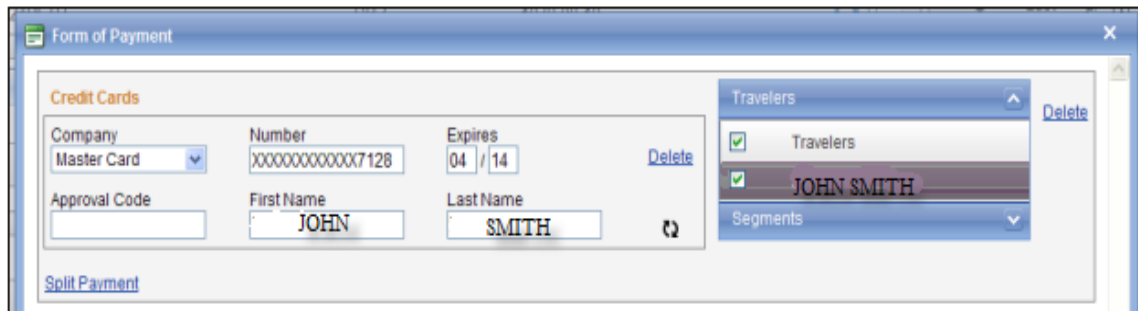 Form of Payment
Credit Cards
Company Number Expires
Master Card XXXXXXXXXXXX7128 04 / 14 Delete
Approval Code First Name Last Name
JOHN SMITH
Split Payment
Travelers
Travelers
JOHN SMITH
Segments
Delete